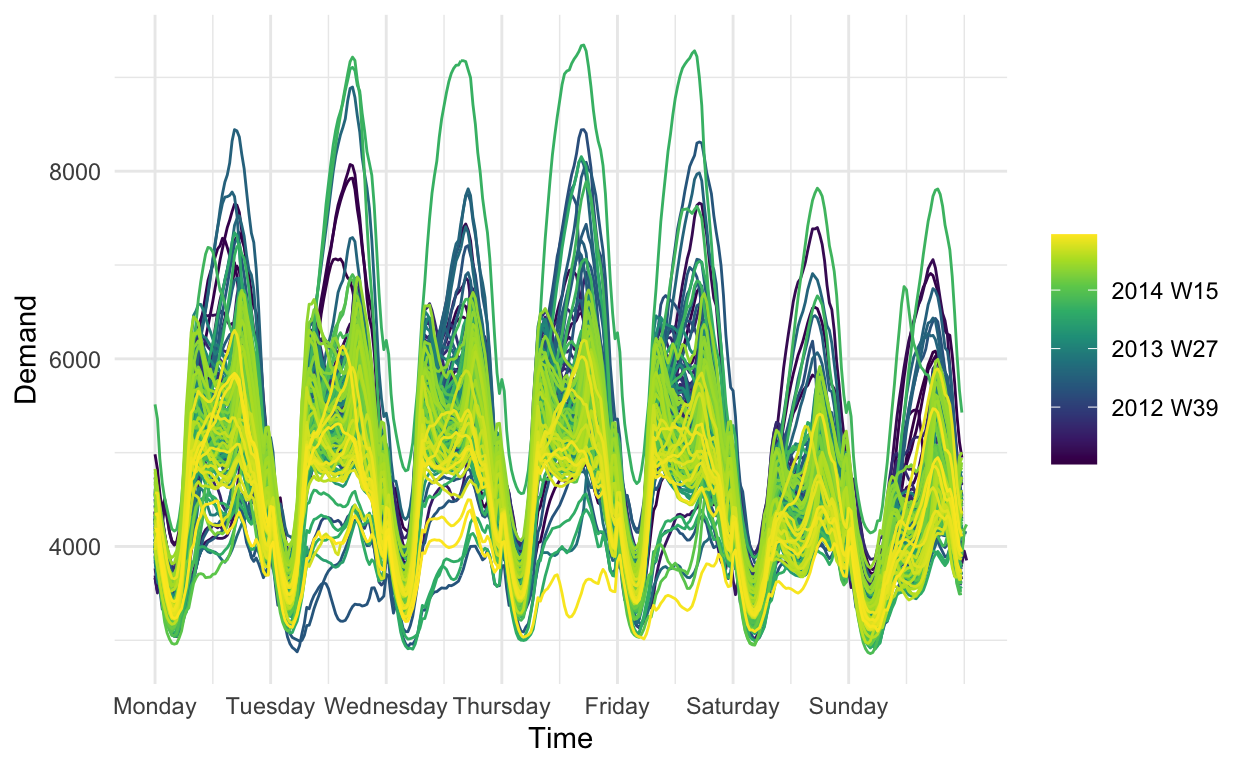 Demand
8000
6000
4000
Monday Tuesday Wednesday Thursday Friday Saturday Sunday
Time
2014 W15
2013 W27
2012 W39